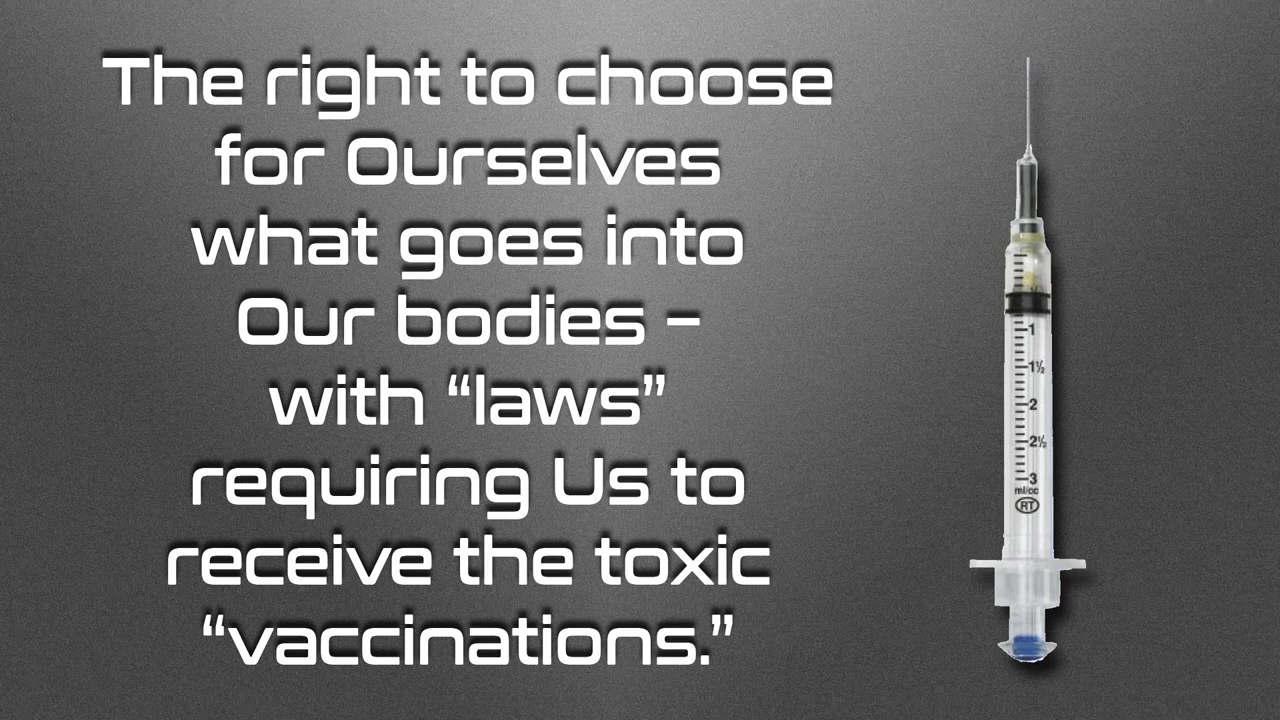 The right to choose
for Ourselves
what goes into
Our bodies –
with “laws”
requiring Us to
receive the toxic
“vaccinations.”
1
1½
2
2½
3
ml/cc
RT